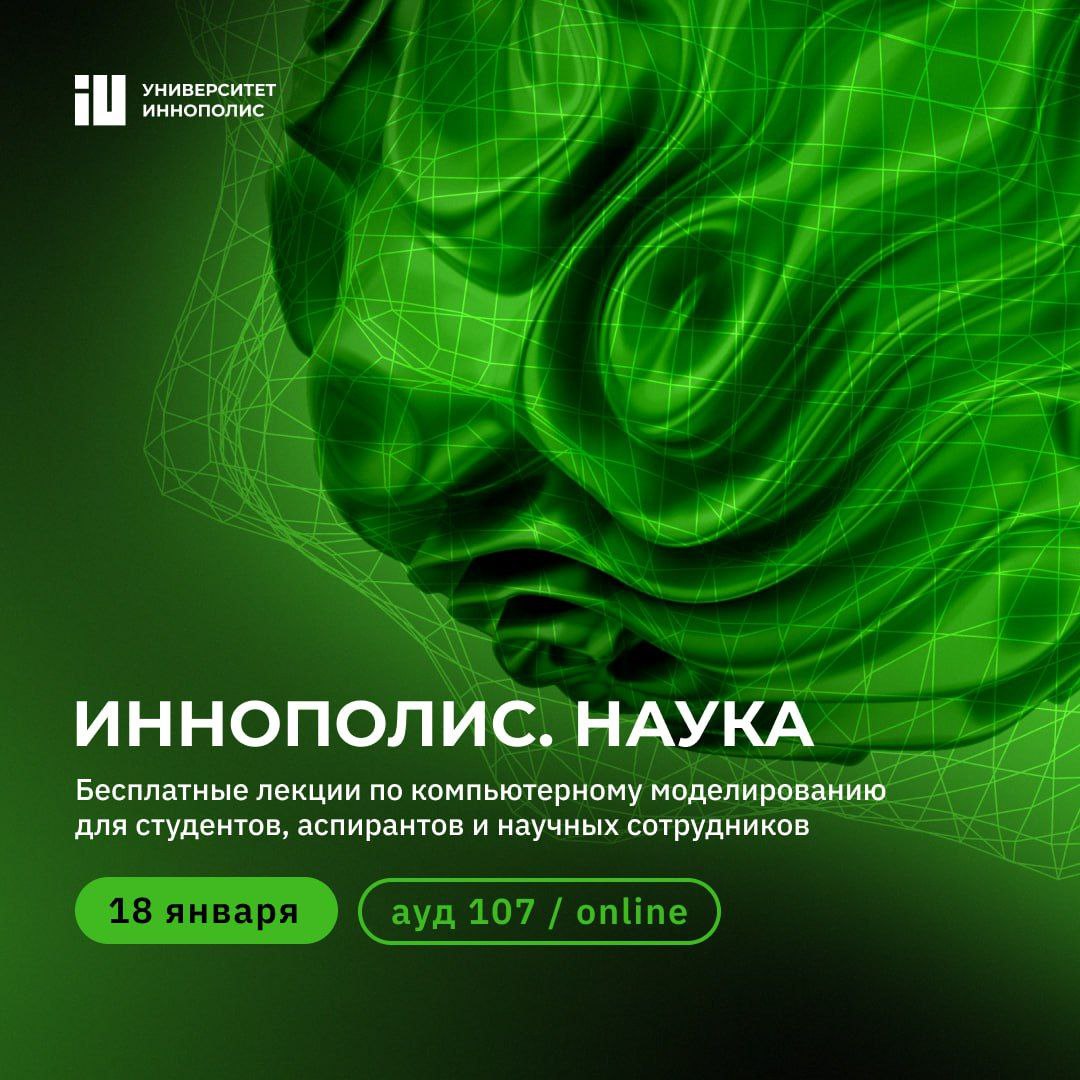 УНИВЕРСИТЕТ
ИННОПОЛИС
ИННОПОЛИС. НАУКА
Бесплатные лекции по компьютерному моделированию
для студентов, аспирантов и научных сотрудников
18 января
ауд 107 / online